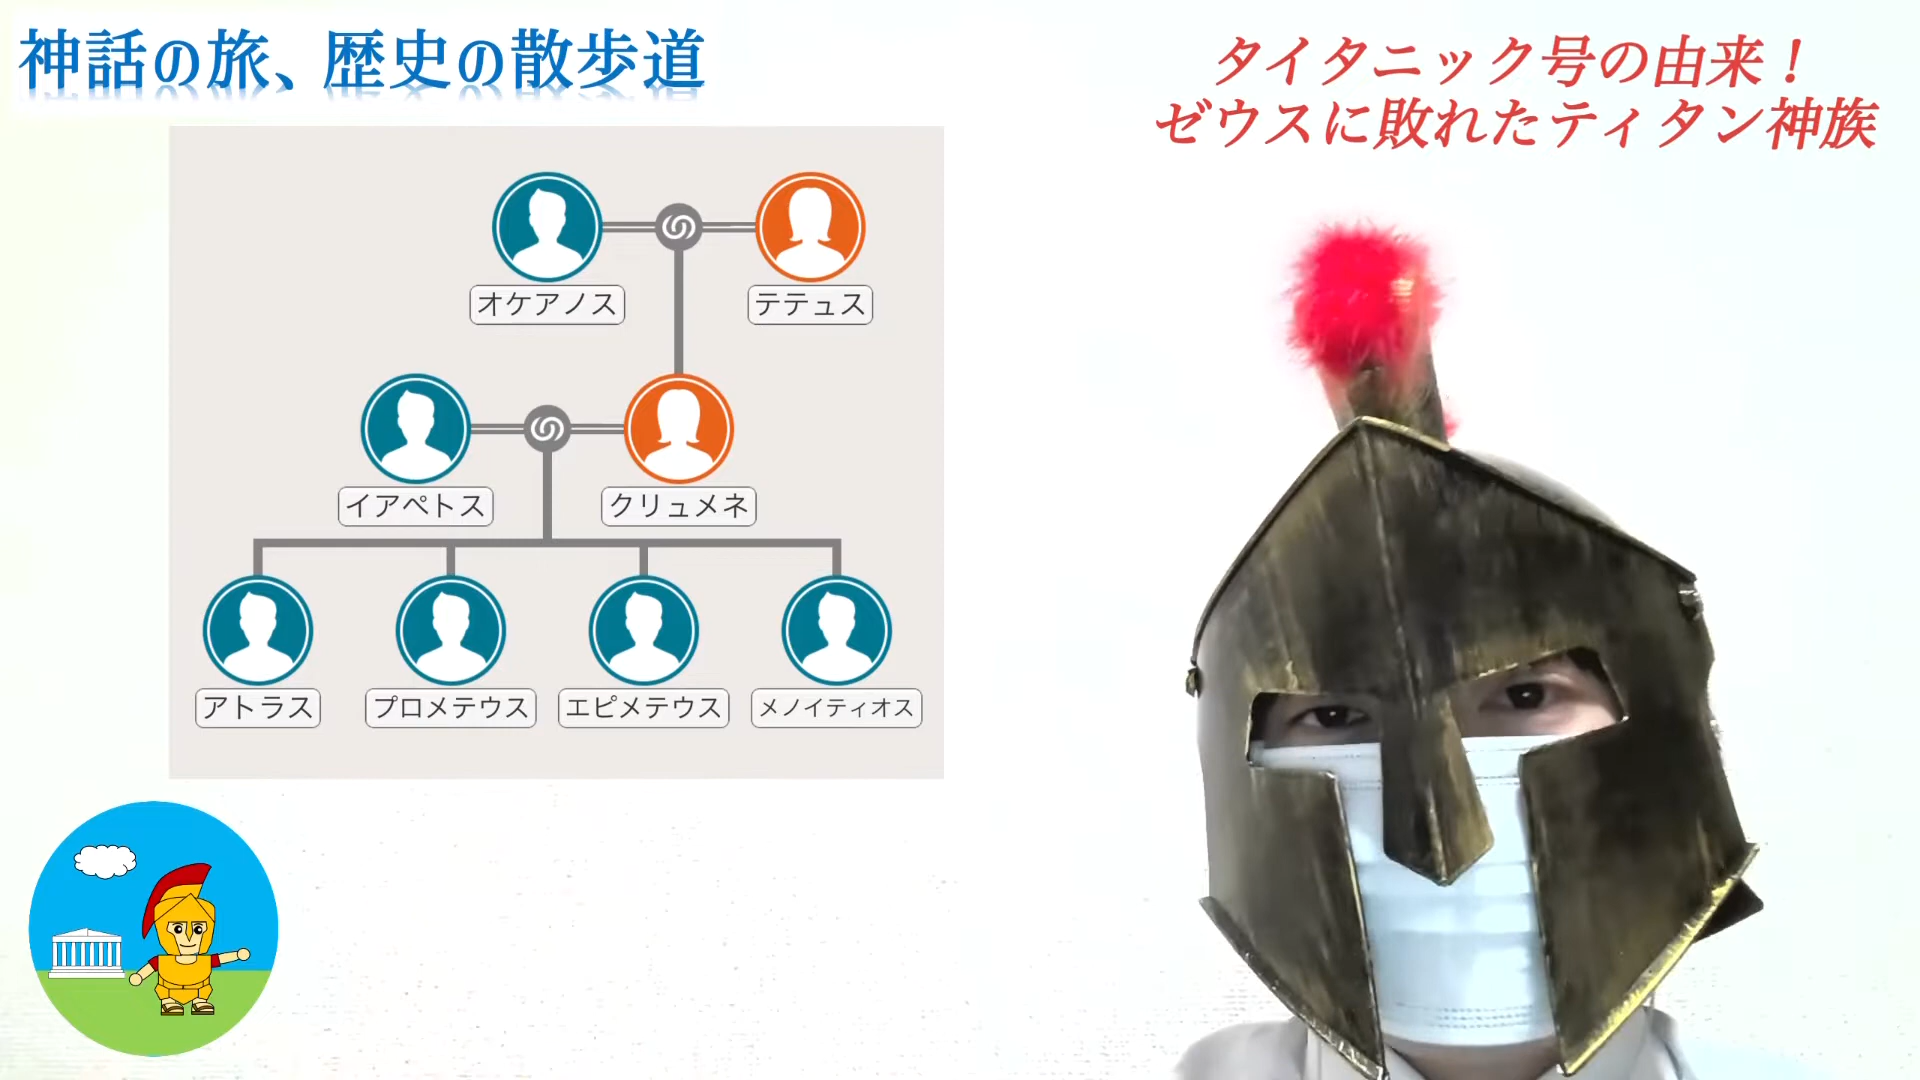 神話の旅、歴史の散歩道
タイタニック号の由来！
ゼウスに敗れたティタン神族
オケアノス
テテュス
イアペトス
クリュメネ
アトラス
プロメテウス
エピメテウス
メノイティオス